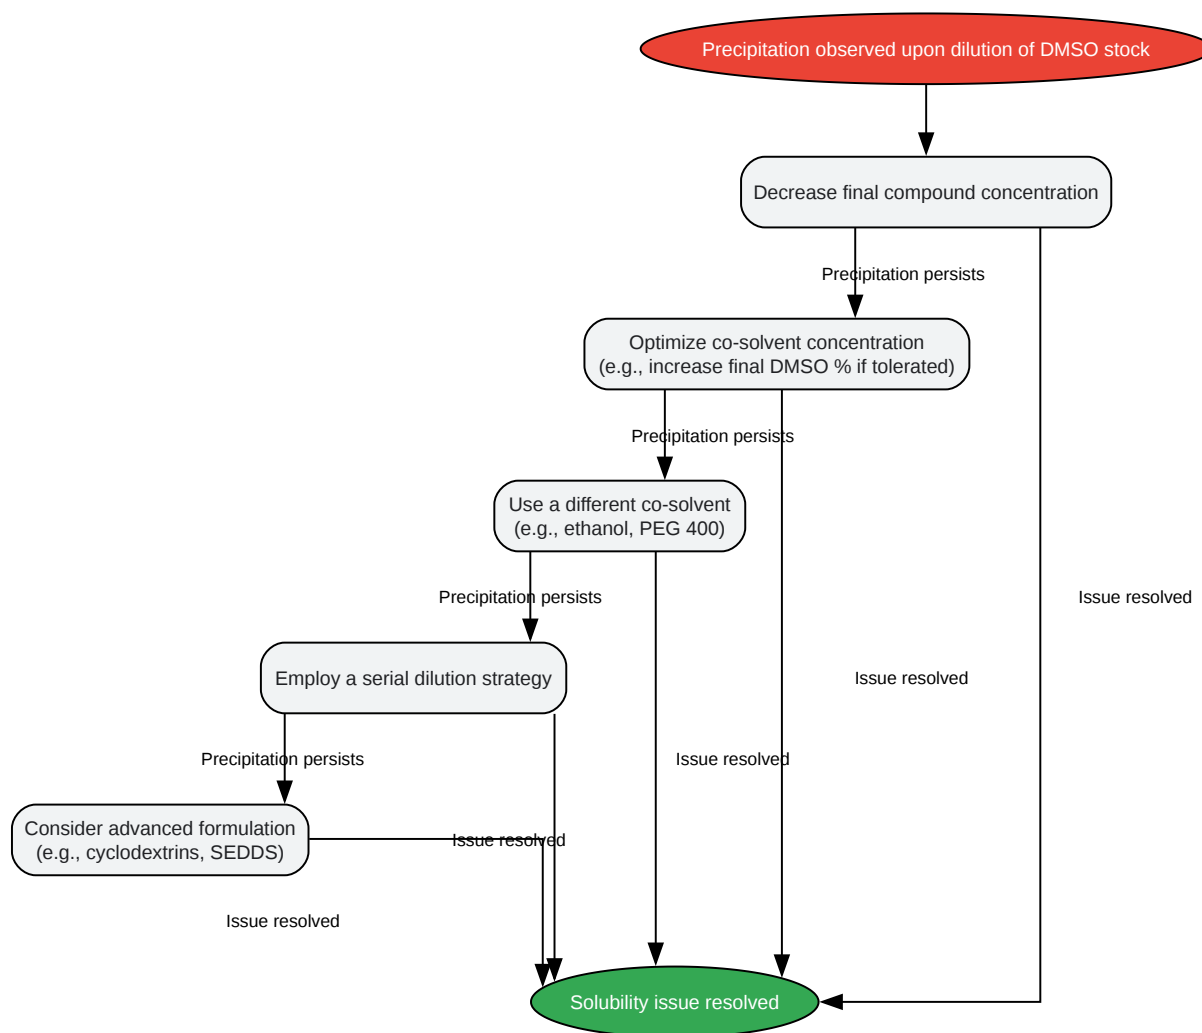 Precipitation observed upon dilution of DMSO stock
Decrease final compound concentration
Precipitation persists
Optimize co-solvent concentration
(e.g., increase final DMSO % if tolerated)
Precipitation persists
Use a different co-solvent
(e.g., ethanol, PEG 400)
Precipitation persists
Issue resolved
Employ a serial dilution strategy
Issue resolved
Precipitation persists
Issue resolved
Consider advanced formulation
(e.g., cyclodextrins, SEDDS)
Issue resolved
Issue resolved
Solubility issue resolved